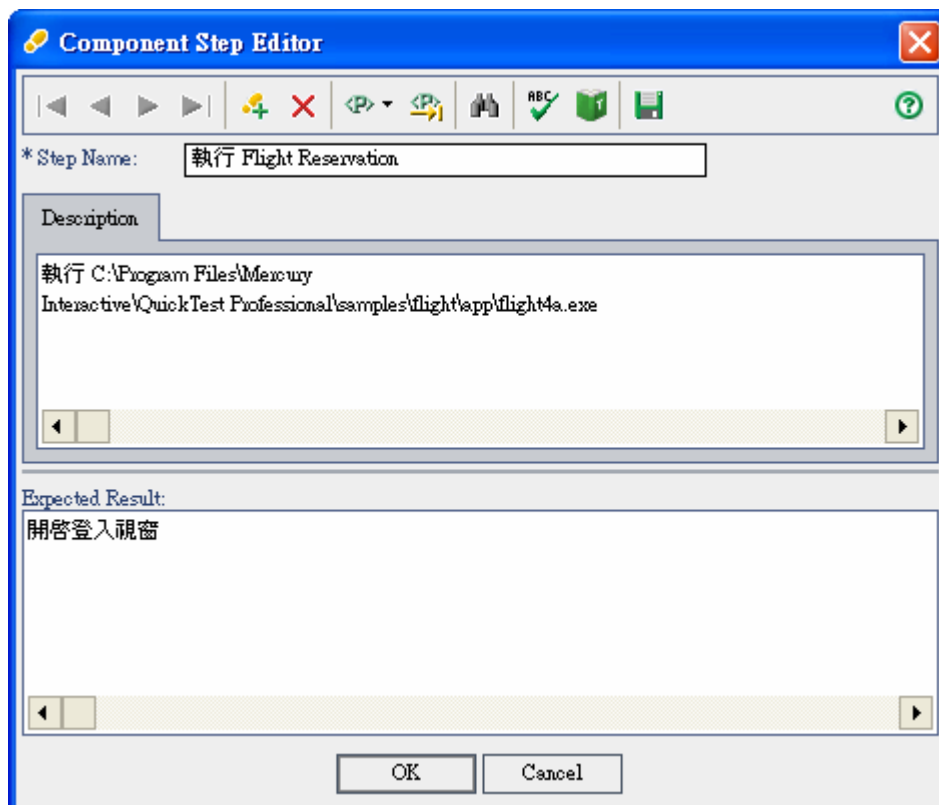 Component Step Editor
<P> <P> ABC
* Step Name: 執行 Flight Reservation
Description
執行 C:\Program Files\Mercury
Interactive\QuickTest Professional\samples\flight\app\flight4a.exe
Expected Result:
開啓登入視窗
OK Cancel